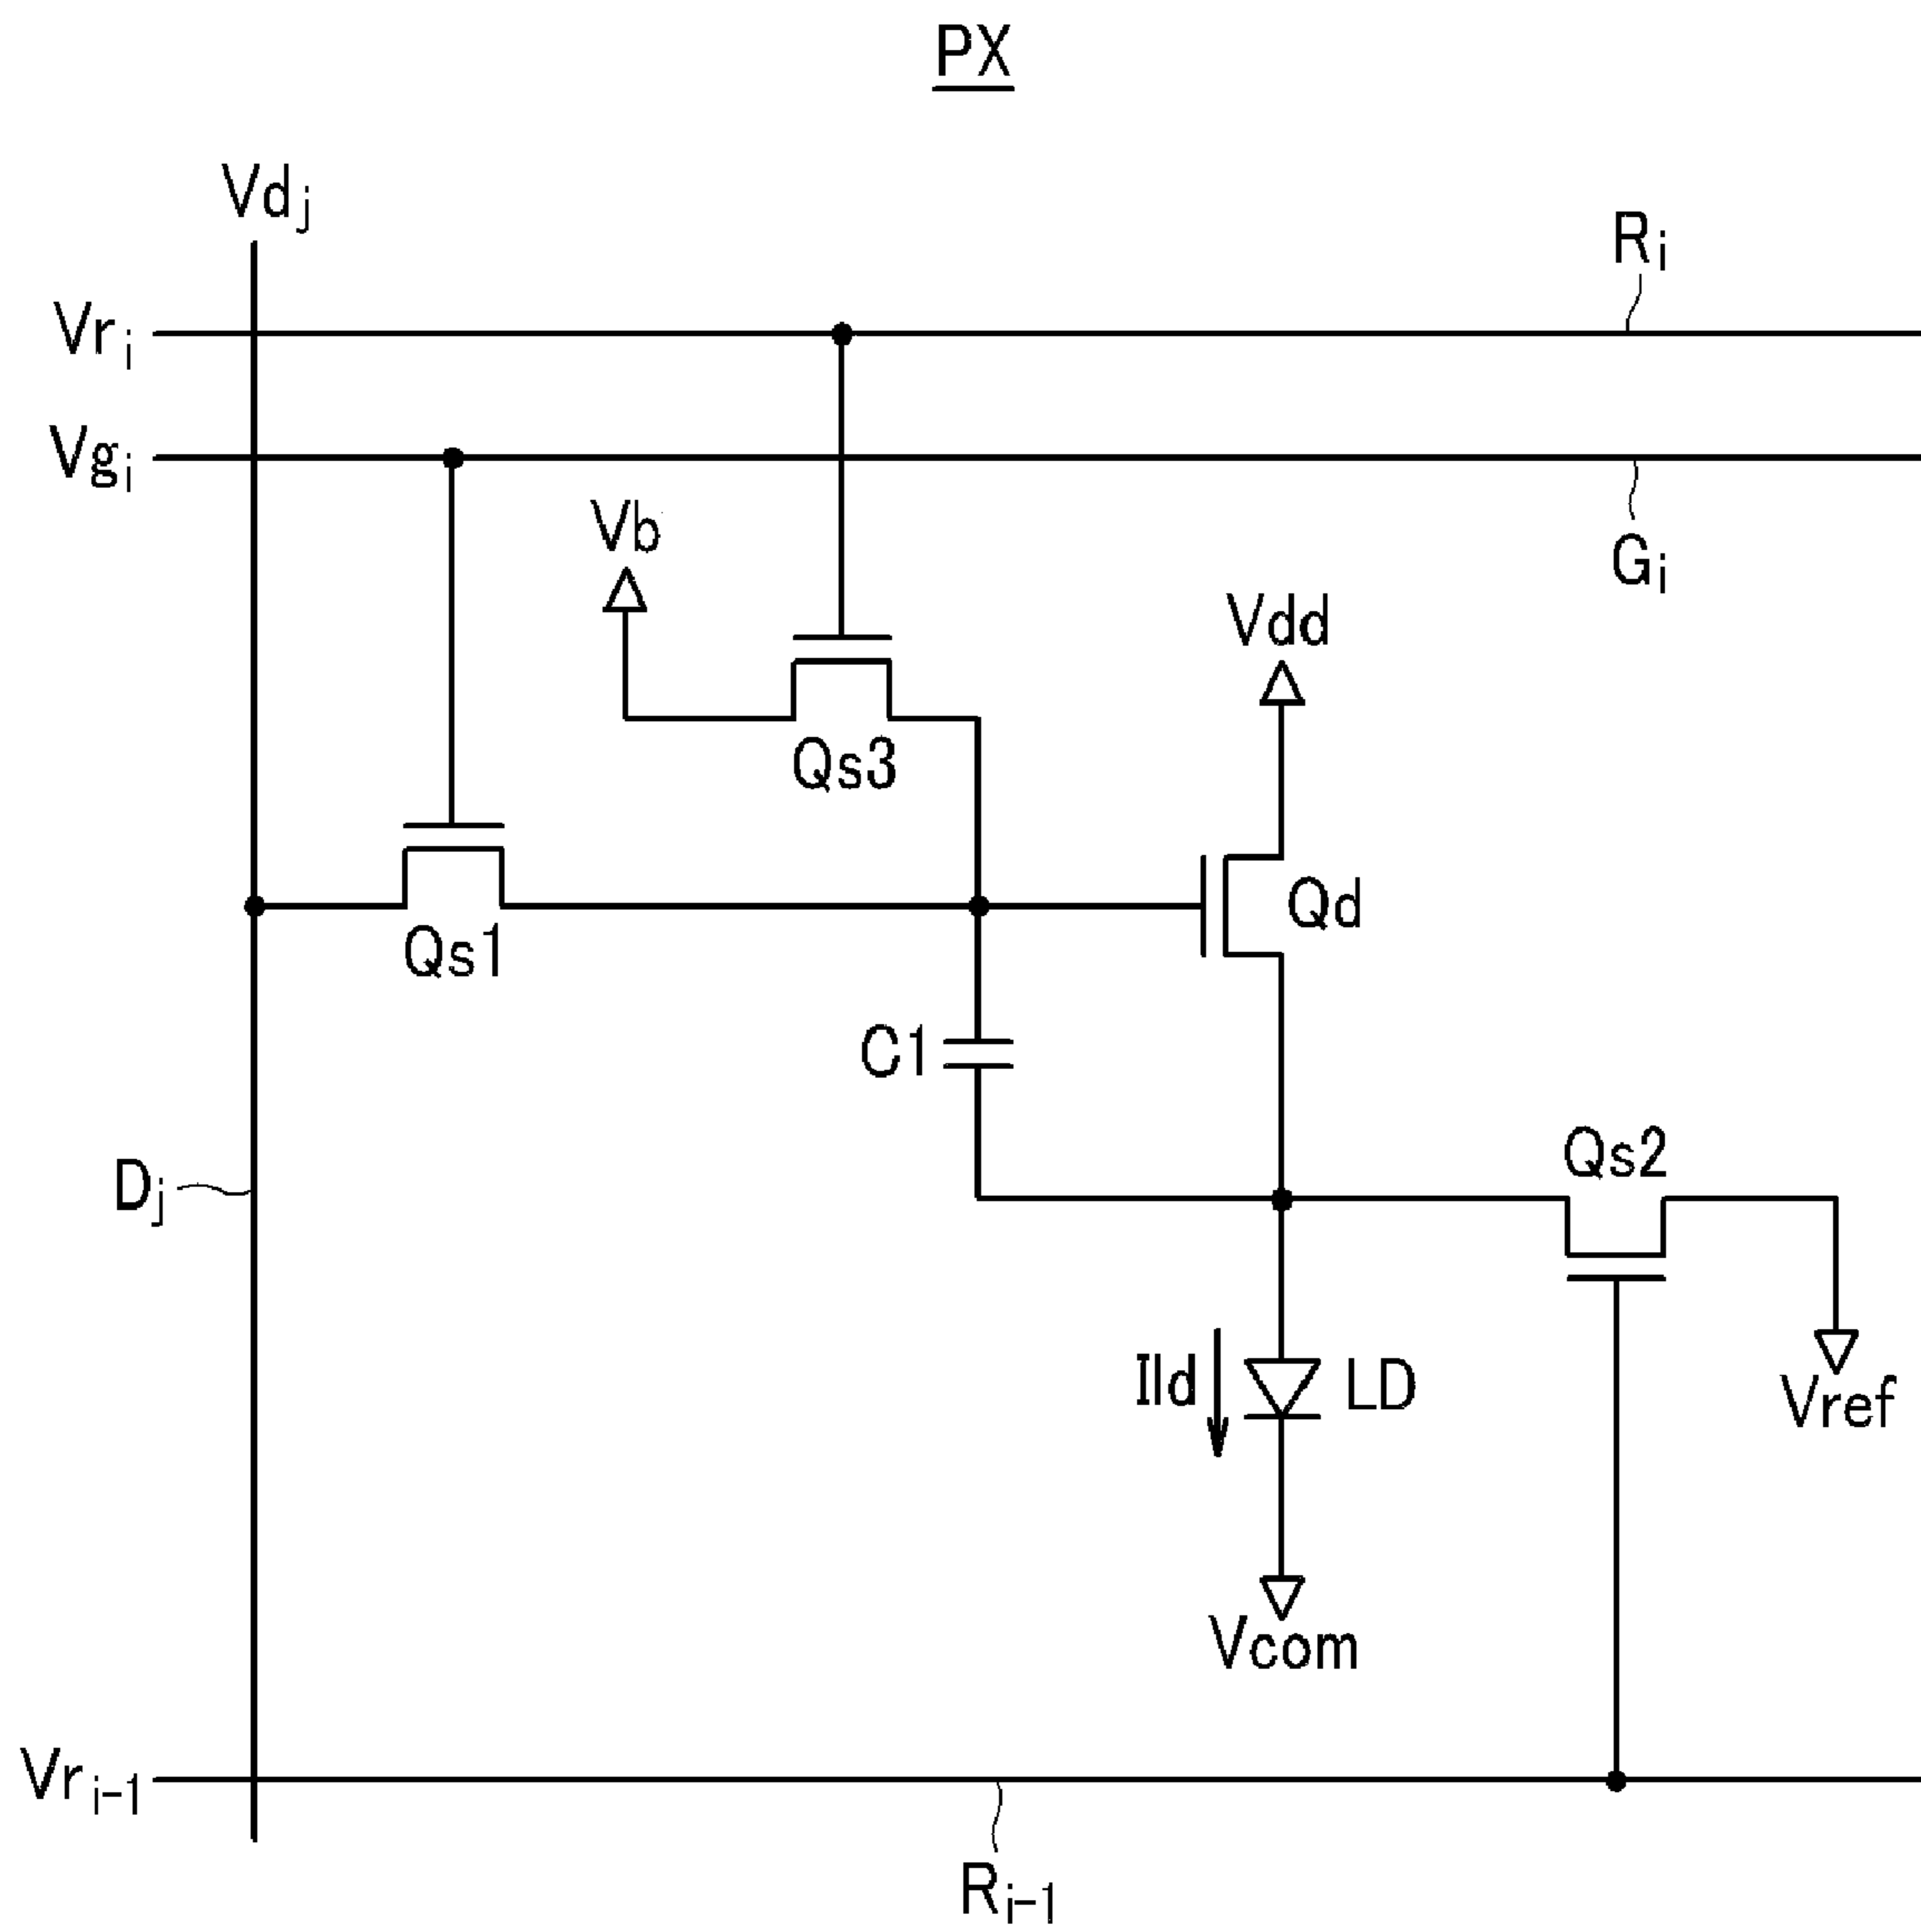 PX
Vdj
Ri
Vri
Vgi
Vb
Gi
Vdd
Qs3
Qd
Qs1
C1
Qs2
Dj
Ild
LD
Vref
Vcom
Vri-1
Ri-1